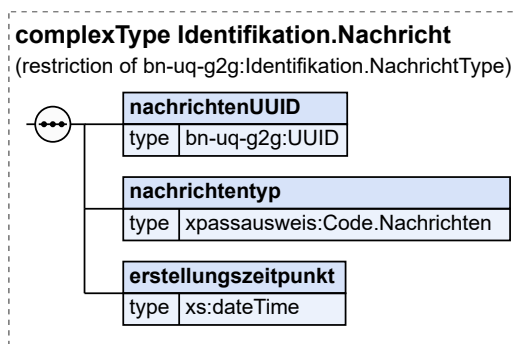 complexType Identifikation.Nachricht
(restriction of bn-uq-g2g:Identifikation.NachrichtType)
nachrichtenUUID
type bn-uq-g2g:UUID
nachrichtentyp
type xpassausweis:Code.Nachrichten
erstellungszeitpunkt
type xs:dateTime